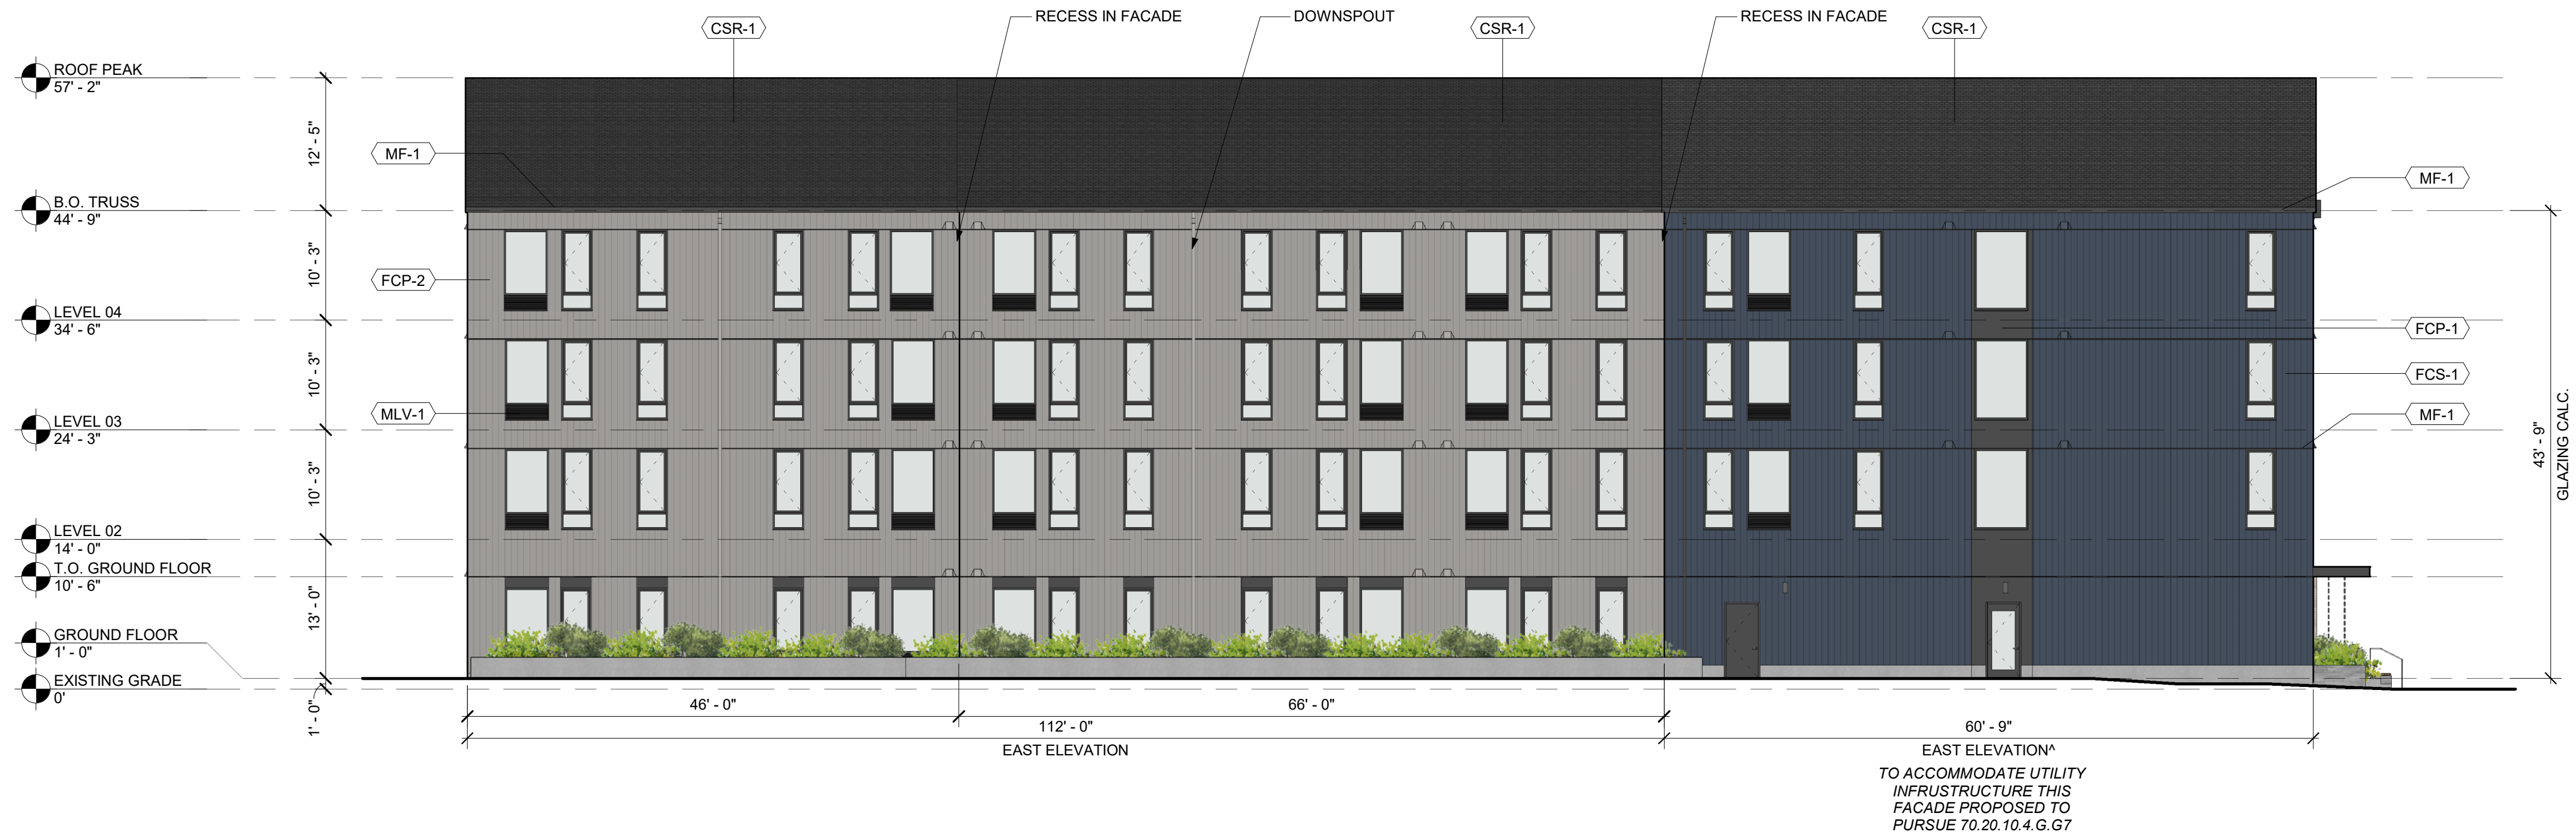 CSR-1
RECESS IN FACADE
DOWNSPOUT
CSR-1
RECESS IN FACADE
CSR-1
ROOF PEAK
57' - 2"
12' - 5"
MF-1
MF-1
B.O. TRUSS
44' - 9"
10' - 3"
FCP-2
LEVEL 04
34' - 6"
FCP-1
10' - 3"
FCS-1
MLV-1
MF-1
LEVEL 03
24' - 3"
43' - 9"
GLAZING CALC.
10' - 3"
LEVEL 02
14' - 0"
T.O. GROUND FLOOR
10' - 6"
13' - 0"
GROUND FLOOR
1' - 0"
EXISTING GRADE
0'
1' - 0"
46' - 0"
66' - 0"
112' - 0"
60' - 9"
EAST ELEVATION
EAST ELEVATION^
TO ACCOMMODATE UTILITY
INFRUSTRUCTURE THIS
FACADE PROPOSED TO
PURSUE 70.20.10.4.G.G7